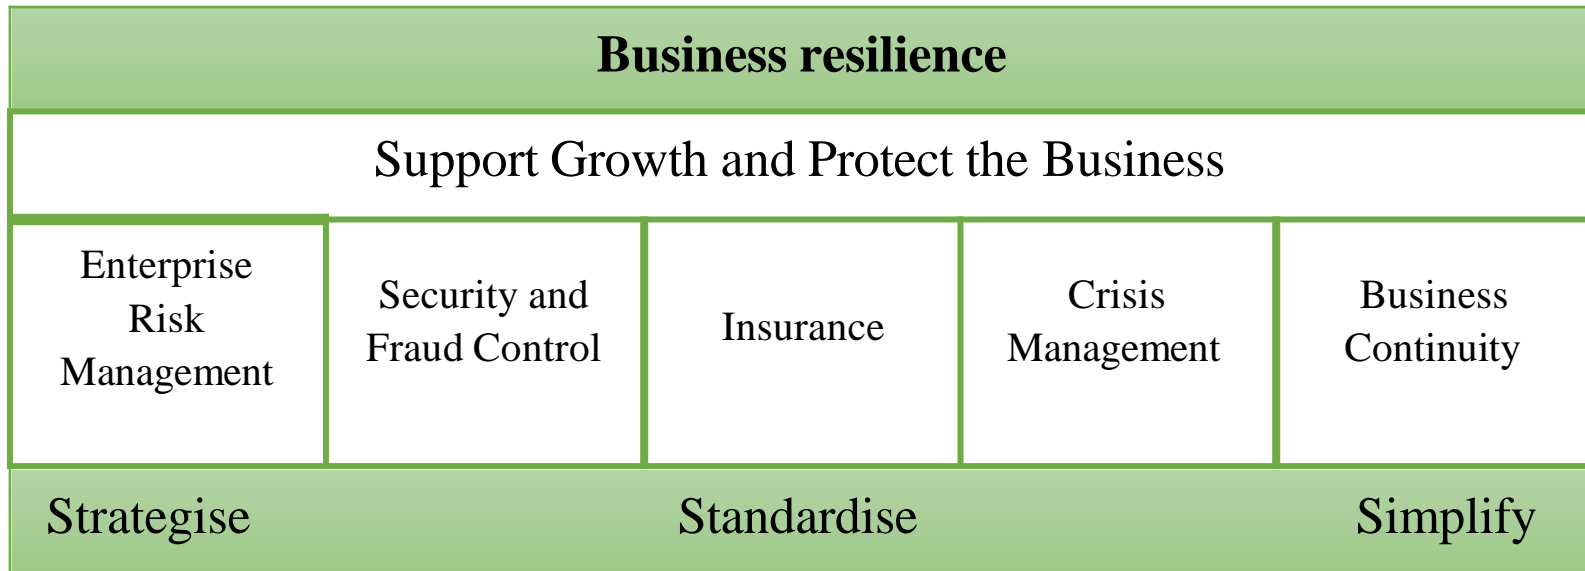 Business resilience
Support Growth and Protect the Business
Enterprise
Risk
Management
Security and
Fraud Control
Insurance
Crisis
Management
Business
Continuity
Strategise
Standardise
Simplify